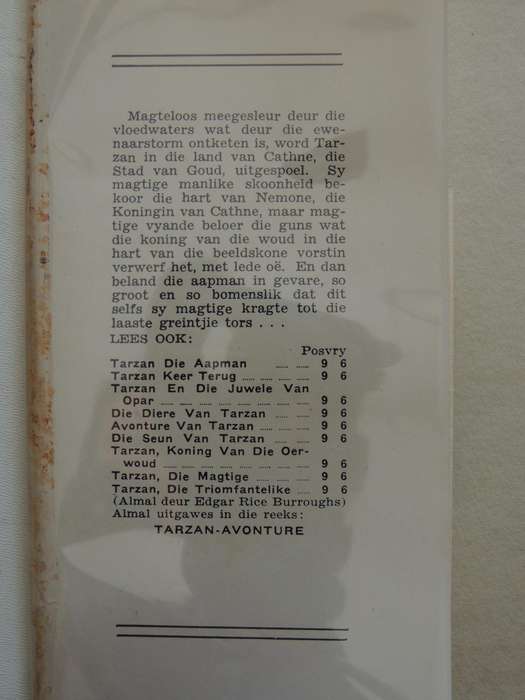 Magteloos meegesleur deur die
vloedwaters wat deur die ewe-
naarstorm ontketen is, word Tar-
zan in die land van Cathne, die
Stad van Goud, uitgespoel. Sy
magtige manlike skoonheid be-
koor die hart van Nemone, die
Koningin van Cathne, maar mag-
tige vyande beloer die guns wat
die koning van die woud in die
hart van die beeldskone vorstin
verwerf het, met lede oë. En dan
beland die aapman in gevare, so
groot en so bomenslik dat dit
selfs sy magtige kragte tot die
laaste greintjie tors . . .
LEES OOK:
Posvry
Tarzan Die Aapman ...... ...... 9 6
Tarzan Keer Terug ...... ...... ...... ...... 9 6
Tarzan En Die Juwele Van
Opar ...... ...... ...... ...... ...... ...... ...... 9 6
Die Diere Van Tarzan ...... ...... 9 6
Avonture Van Tarzan ...... ...... ...... 9 6
Die Seun Van Tarzan ...... ...... 9 6
Tarzan, Koning Van Die Oer-
woud ...... ...... ...... ...... ...... ...... ...... 9 6
Tarzan, Die Magtige ...... ...... ...... 9 6
Tarzan, Die Triomfantelike ...... 9 6
(Almal deur Edgar Rice Burroughs)
Almal uitgawes in die reeks:
TARZAN-AVONTURE